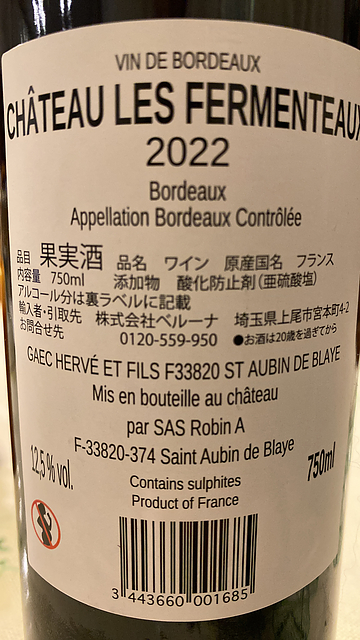 VIN DE BORDEAUX
CHÂTEAU LES FERMENTEAUX
2022
Bordeaux
Appellation Bordeaux Contrôlée
品目 果実酒 品名 ワイン 原産国名 フランス
内容量 750ml 添加物 酸化防止剤(亜硫酸塩)
アルコール分は裏ラベルに記載
輸入者・引取先 株式会社ベルーナ 埼玉県上尾市宮本町4-2
お問合せ先 0120-559-950 ●お酒は20歳を過ぎてから
GAEC HERVÉ ET FILS F33820 ST AUBIN DE BLAYE
Mis en bouteille au château
par SAS Robin A
F-33820-374 Saint Aubin de Blaye
12,5 % vol.
750ml
Contains sulphites
Product of France
3 443660 001685